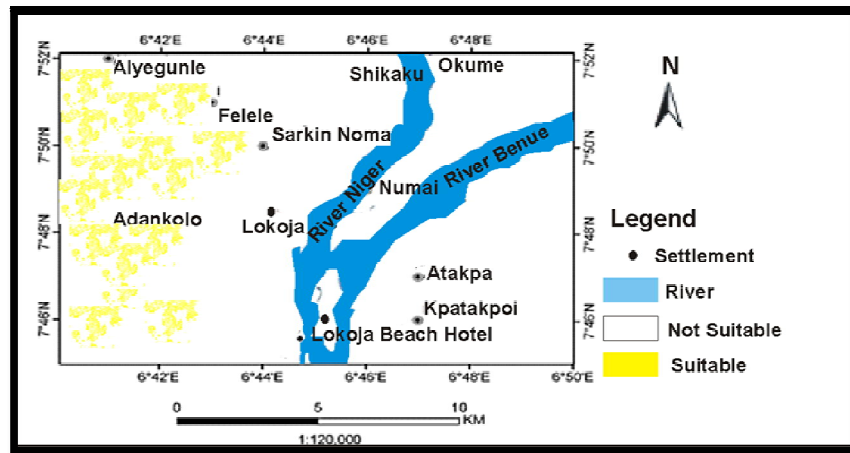 6°42'E 6°44'E 6°46'E 6°48'E
7°52'N 7°52'N
Alyegunle
Shikaku
Okume
N
Felele
Sarkin Noma
7°50'N 7°50'N
River Benue
River Niger
Numai
Adankolo
Lokoja
Legend
7°48'N 7°48'N
Settlement
Atakpa
River
Kpatakpoi
7°46'N 7°46'N
Not Suitable
Lokoja Beach Hotel
Suitable
6°42'E 6°44'E 6°46'E 6°48'E 6°50'E
0 5 10
KM
1:120,000